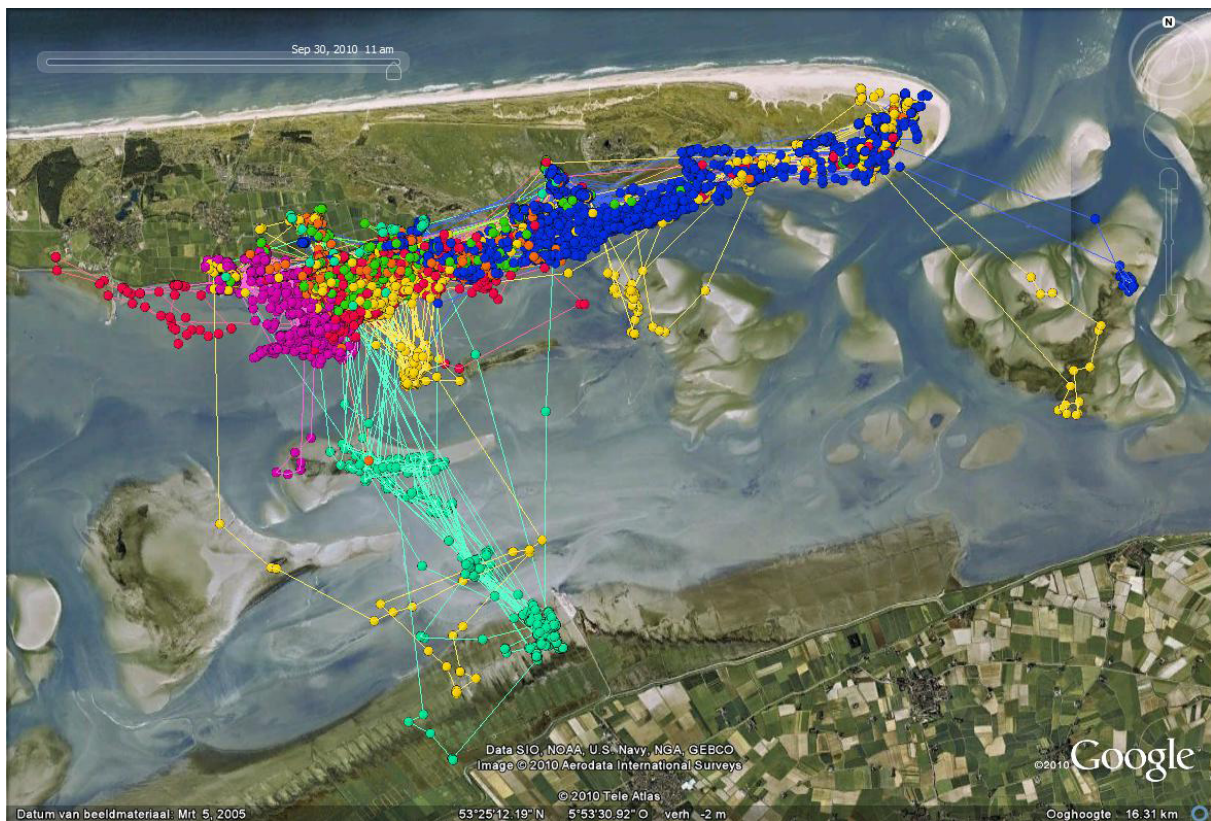 Sep 30, 2010 11 am
N
Data SIO, NOAA, U.S. Navy, NGA, GEBCO
Image © 2010 Aerodata International Surveys
©2010 Google
© 2010 Tele Atlas
Datum van beeldmateriaal: Mrt 5, 2005 53°25'12.19" N 5°53'30.92" O verh -2 m Ooghoogte 16.31 km